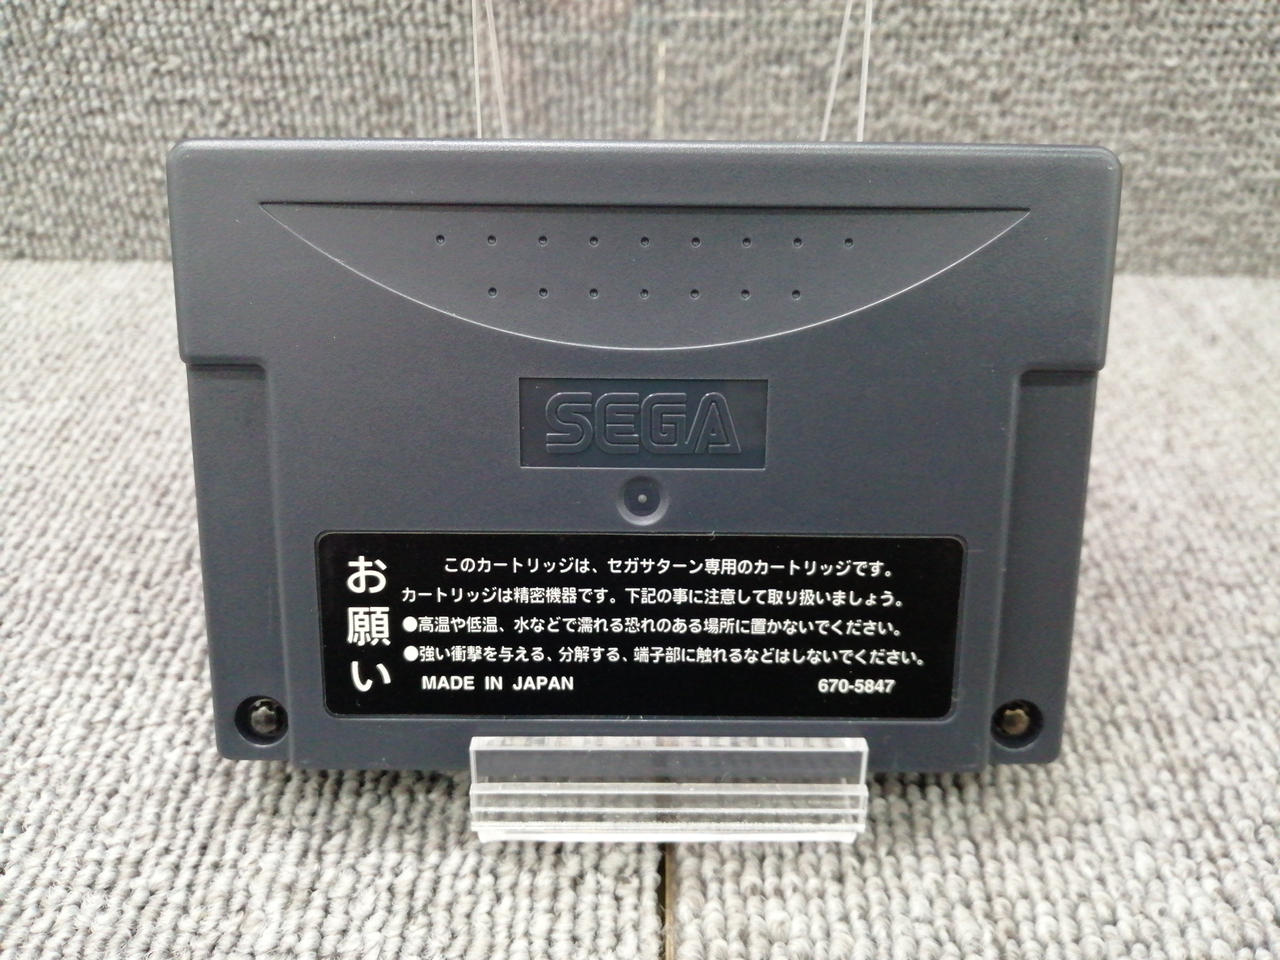 SEGA
お願い
このカートリッジは、セガサターン専用のカートリッジです。
カートリッジは精密機器です。下記の事に注意して取り扱いましょう。
●高温や低温、水などで濡れる恐れのある場所に置かないでください。
●強い衝撃を与える、分解する、端子部に触れるなどはしないでください。
MADE IN JAPAN 670-5847